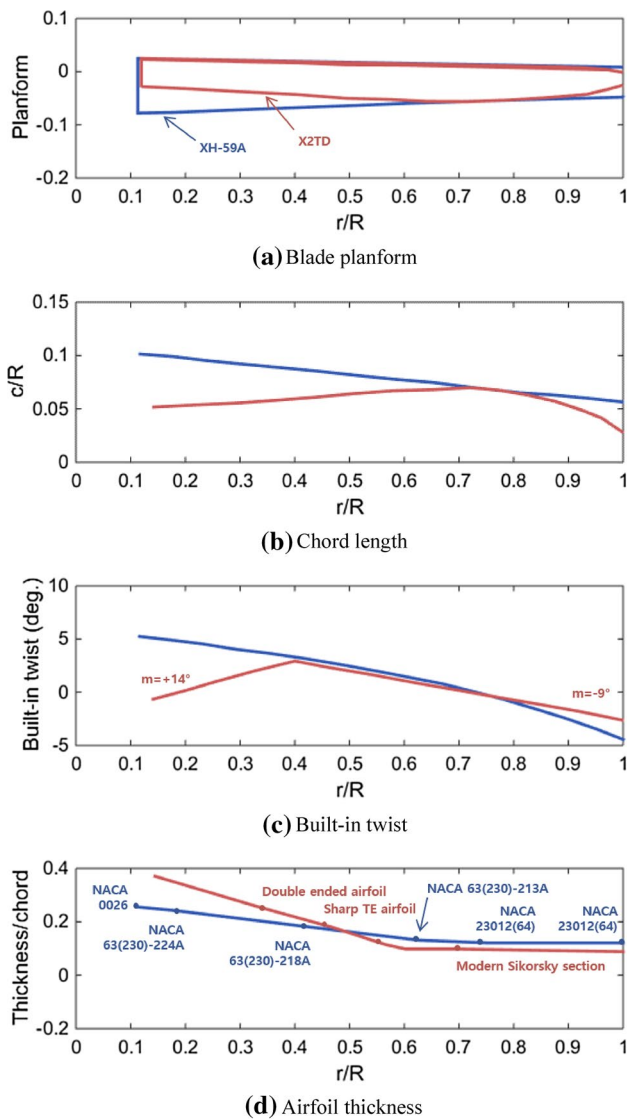 0.1
0
-0.1
-0.2
Planform
XH-59A
X2TD
0 0.1 0.2 0.3 0.4 0.5 0.6 0.7 0.8 0.9 1
r/R
(a) Blade planform
0.15
0.1
0.05
0
c/R
0 0.1 0.2 0.3 0.4 0.5 0.6 0.7 0.8 0.9 1
r/R
(b) Chord length
10
5
0
-5
Built-in twist (deg.)
m=+14°
m=-9°
0 0.1 0.2 0.3 0.4 0.5 0.6 0.7 0.8 0.9 1
r/R
(c) Built-in twist
0.4
0.2
0
-0.2
Thickness/chord
NACA
0026
NACA
63(230)-224A
Double ended airfoil
Sharp TE airfoil
NACA
63(230)-218A
NACA 63(230)-213A
NACA
23012(64)
NACA
23012(64)
Modern Sikorsky section
0 0.1 0.2 0.3 0.4 0.5 0.6 0.7 0.8 0.9 1
r/R
(d) Airfoil thickness